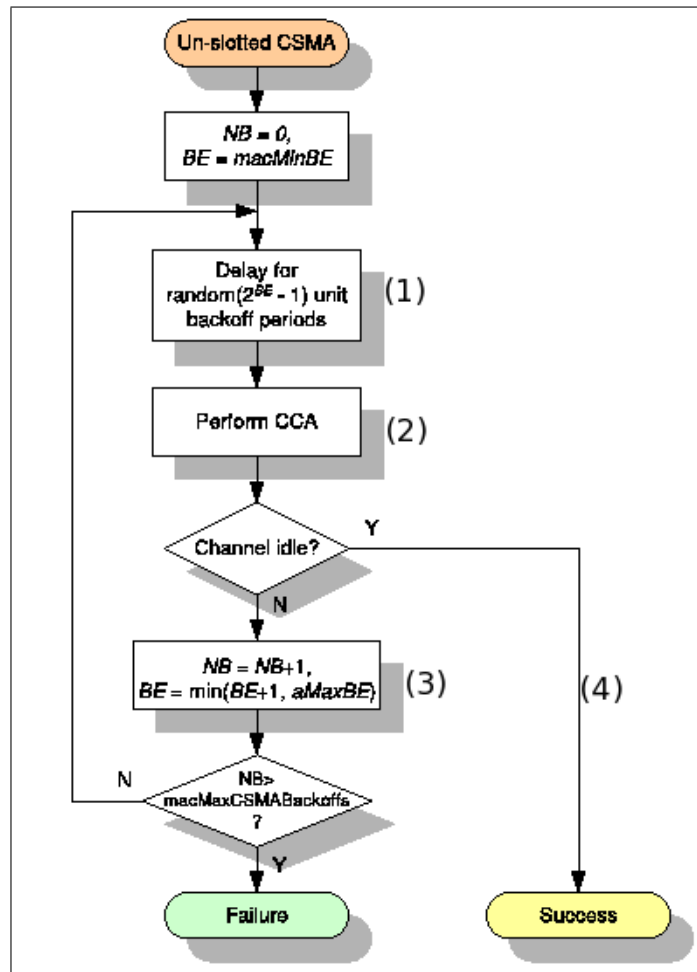 Un-slotted CSMA
NB = 0,
BE = macMinBE
Delay for
random(2^BE - 1) unit
backoff periods
(1)
Perform CCA
(2)
Channel idle?
Y
N
NB = NB+1,
BE = min(BE+1, aMaxBE)
(3)
(4)
N
NB>
macMaxCSMABackoffs
?
Y
Failure
Success